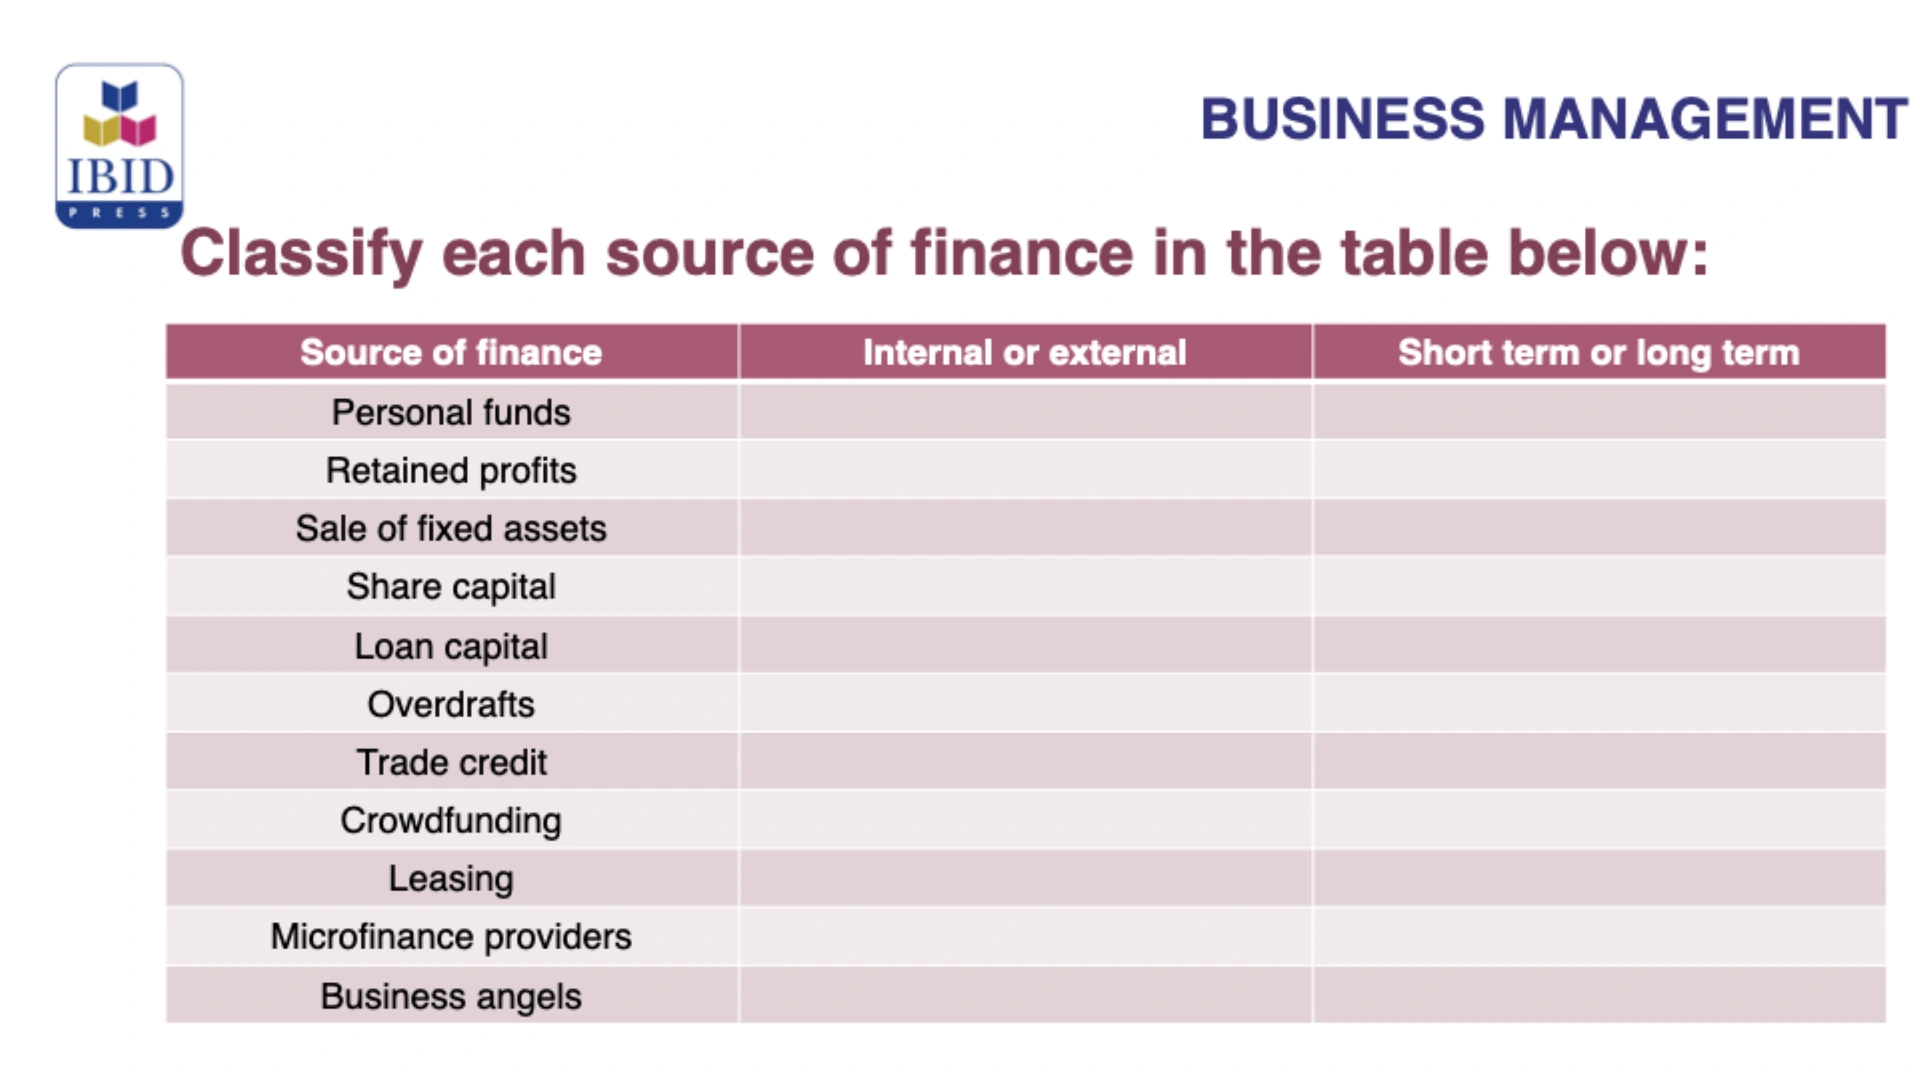 IBID
PRESS
BUSINESS MANAGEMENT
Classify each source of finance in the table below:
Source of finance Internal or external Short term or long term
Personal funds
Retained profits
Sale of fixed assets
Share capital
Loan capital
Overdrafts
Trade credit
Crowdfunding
Leasing
Microfinance providers
Business angels